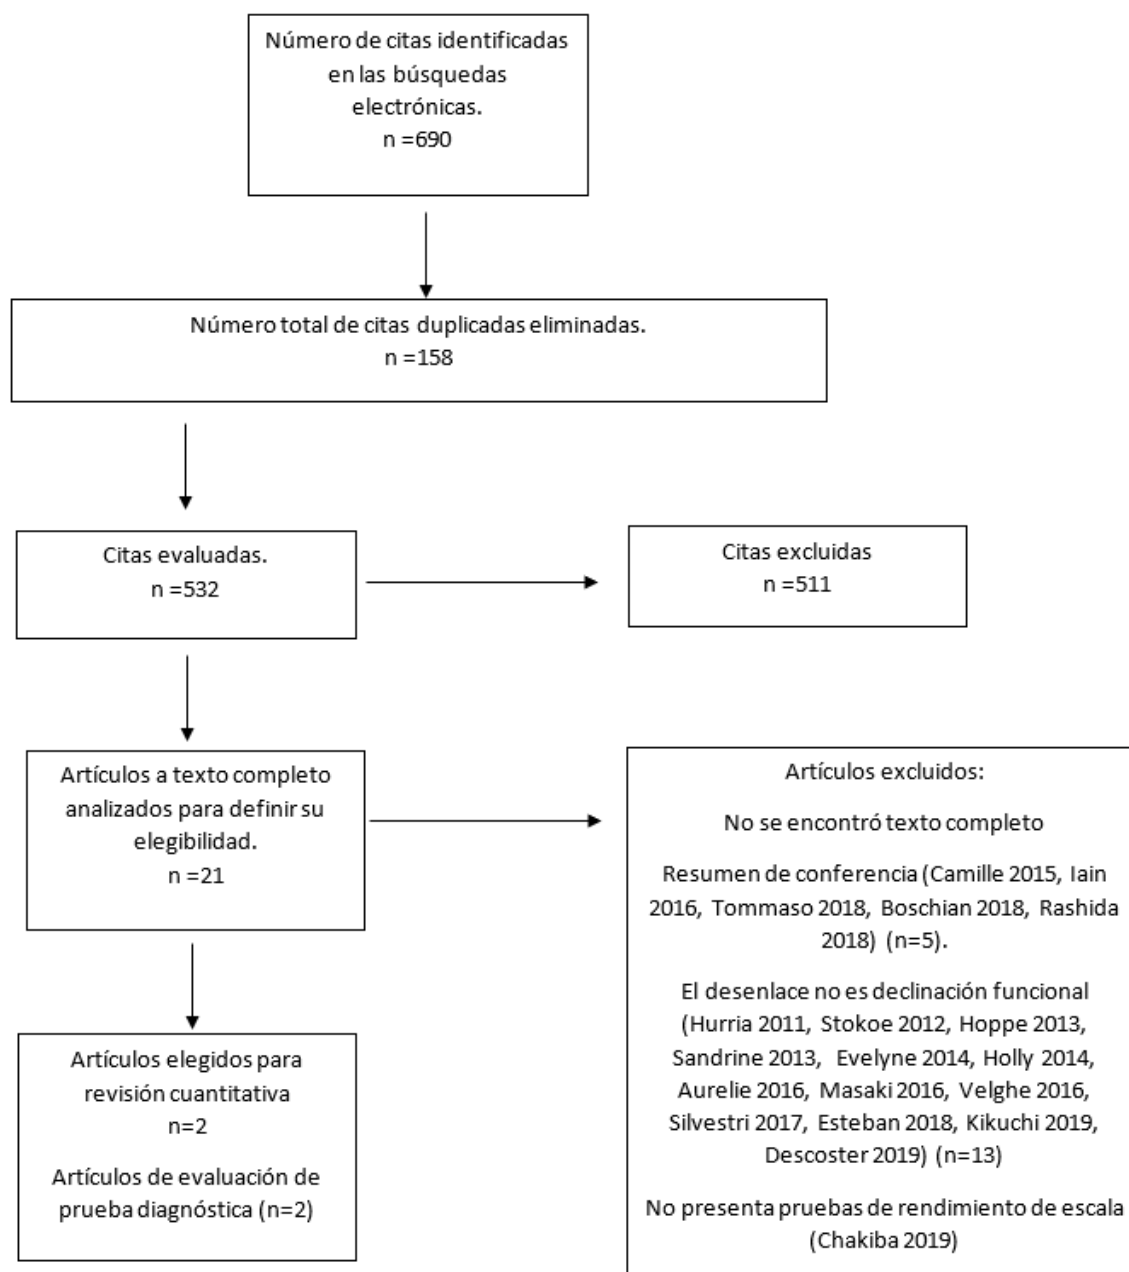 Número de citas identificadas
en las búsquedas
electrónicas.
n =690
Número total de citas duplicadas eliminadas.
n =158
Citas evaluadas.
n =532
Citas excluidas
n =511
Artículos a texto completo
analizados para definir su
elegibilidad.
n =21
Artículos excluidos:
No se encontró texto completo
Resumen de conferencia (Camille 2015, Iain
2016, Tommaso 2018, Boschian 2018, Rashida
2018) (n=5).
El desenlace no es declinación funcional
(Hurria 2011, Stokoe 2012, Hoppe 2013,
Sandrine 2013, Evelyne 2014, Holly 2014,
Aurelie 2016, Masaki 2016, Velghe 2016,
Silvestri 2017, Esteban 2018, Kikuchi 2019,
Descoster 2019) (n=13)
No presenta pruebas de rendimiento de escala
(Chakiba 2019)
Artículos elegidos para
revisión cuantitativa
n=2
Artículos de evaluación de
prueba diagnóstica (n=2)